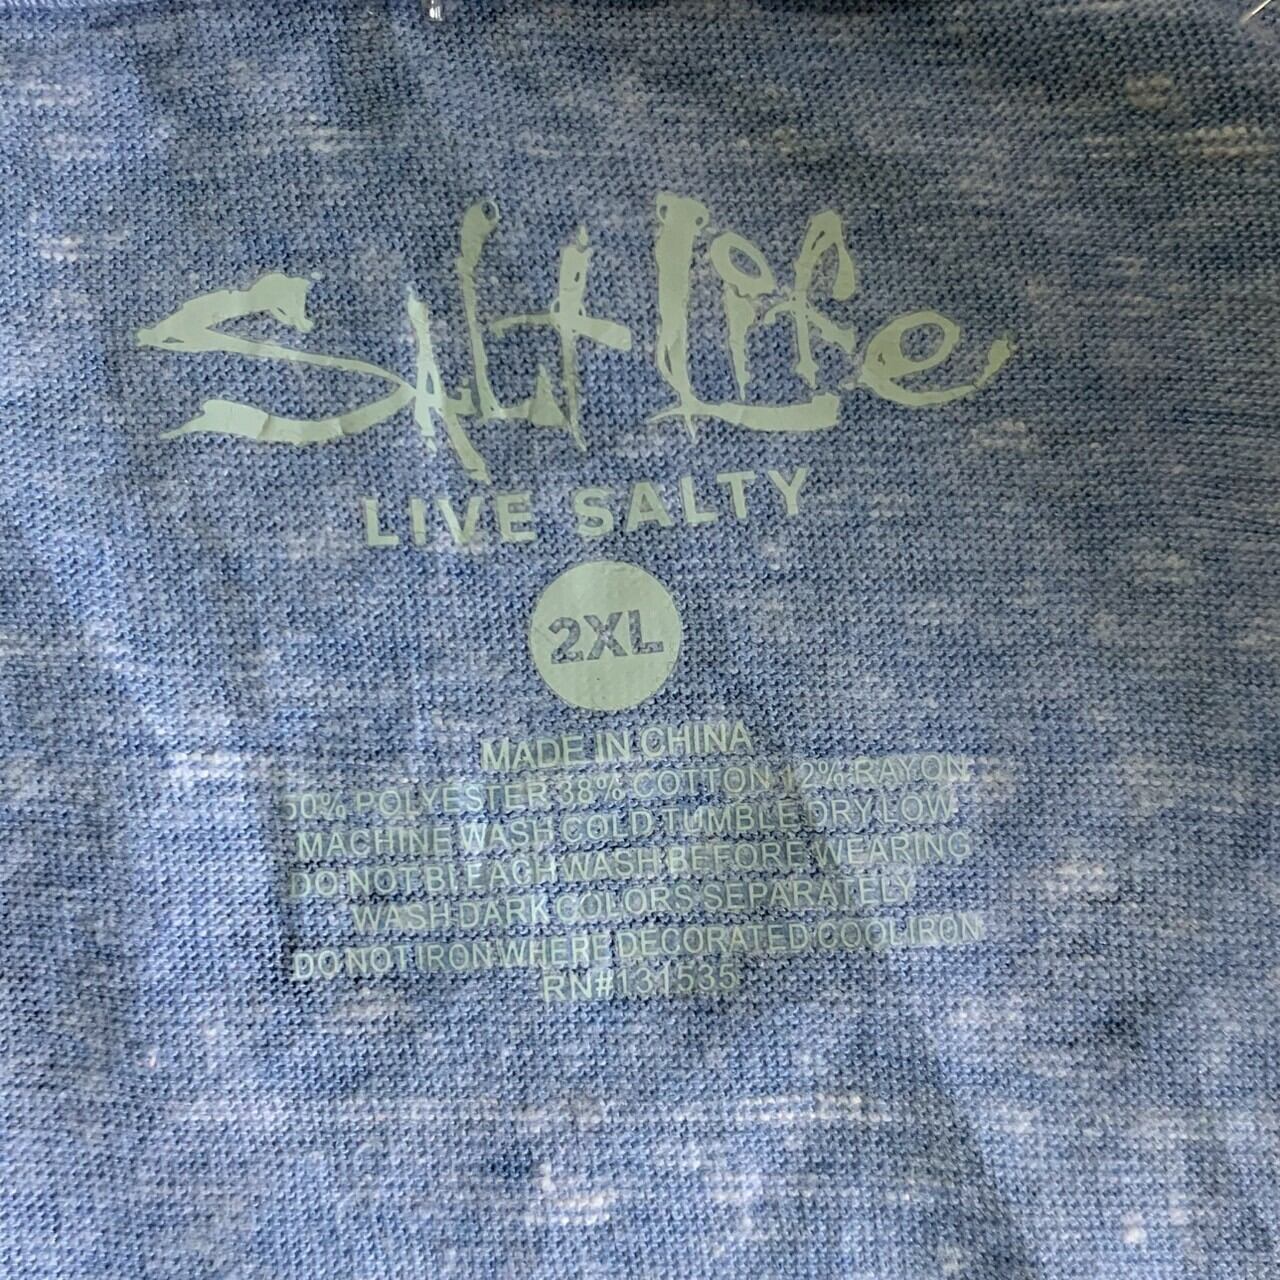 Salt Life
LIVE SALTY
2XL
MADE IN CHINA
50% POLYESTER 38% COTTON 12% RAYON
MACHINE WASH COLD TUMBLE DRY LOW
DO NOT BLEACH WASH BEFORE WEARING
WASH DARK COLORS SEPARATELY
DO NOT IRON WHERE DECORATED COOL IRON
RN#131535